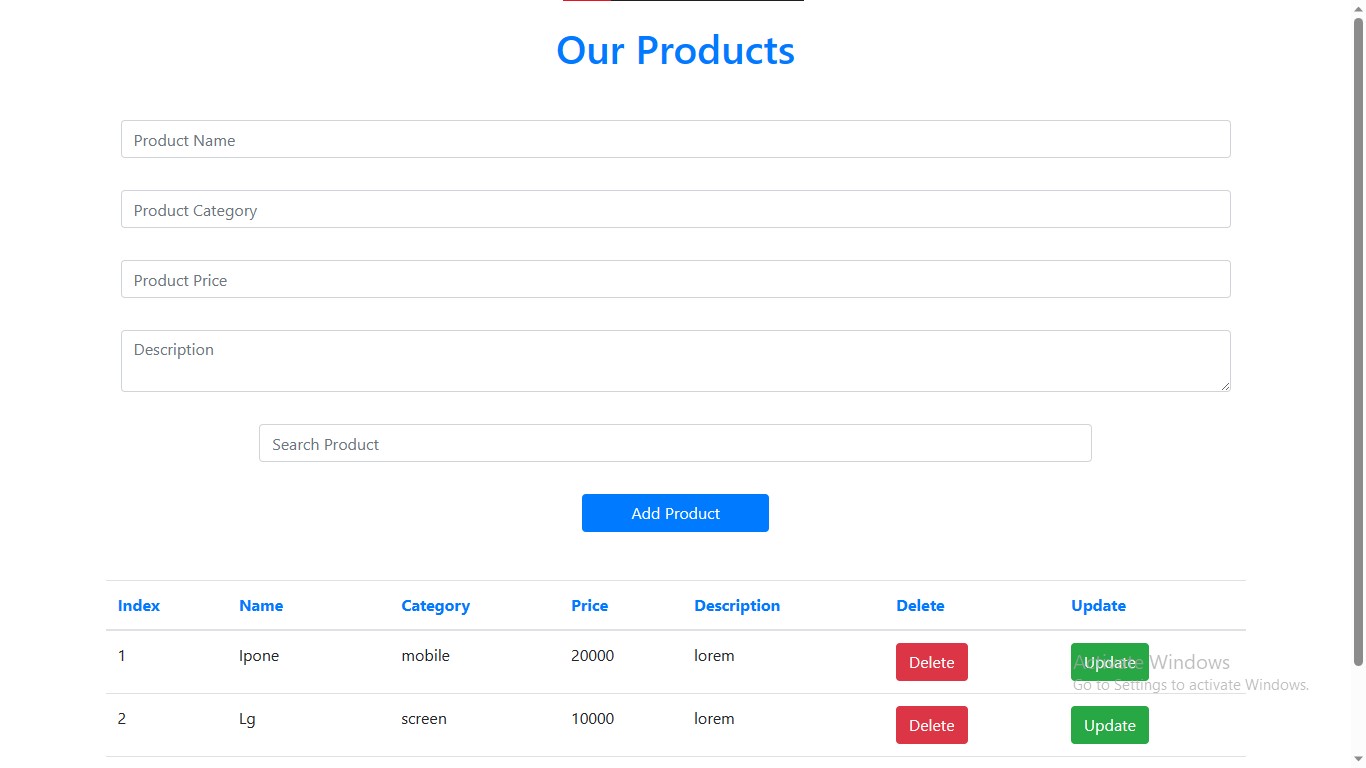 Our Products
Product Name
Product Category
Product Price
Description
Search Product
Add Product
Index Name Category Price Description Delete Update
1 Ipone mobile 20000 lorem Delete Update
Activate Windows
Go to Settings to activate Windows.
2 Lg screen 10000 lorem Delete Update